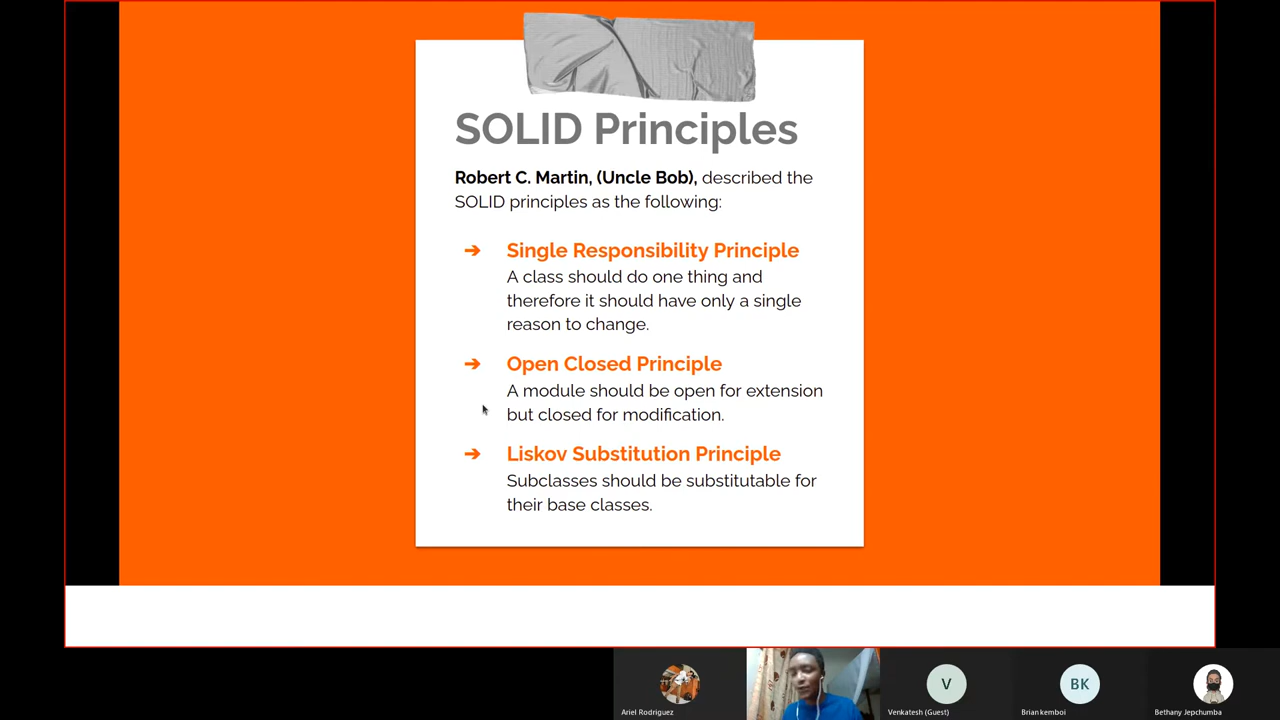 SOLID Principles
Robert C. Martin, (Uncle Bob), described the
SOLID principles as the following:
➔ Single Responsibility Principle
A class should do one thing and
therefore it should have only a single
reason to change.
➔ Open Closed Principle
A module should be open for extension
but closed for modification.
➔ Liskov Substitution Principle
Subclasses should be substitutable for
their base classes.
V
BK
Ariel Rodriguez
Venkatesh (Guest)
Brian kemboi
Bethany Jepchumba